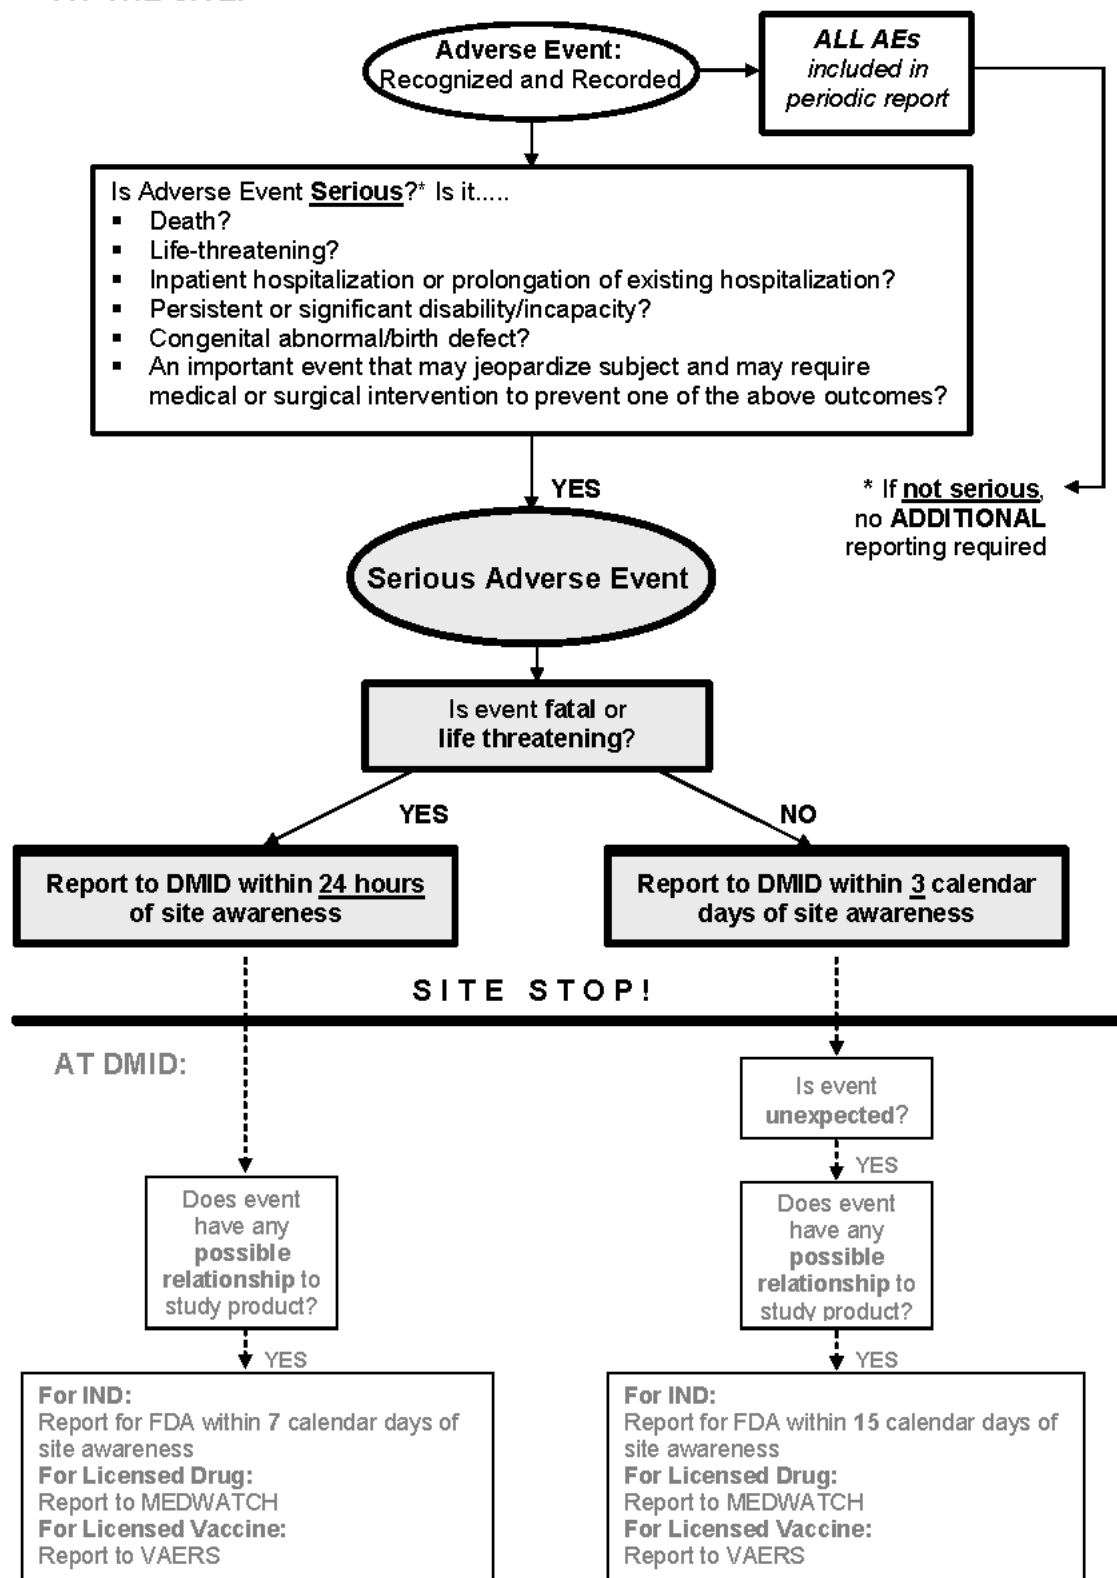 Adverse Event:
Recognized and Recorded
ALL AEs
included in
periodic report
Is Adverse Event Serious?* Is it.....
▪ Death?
▪ Life-threatening?
▪ Inpatient hospitalization or prolongation of existing hospitalization?
▪ Persistent or significant disability/incapacity?
▪ Congenital abnormal/birth defect?
▪ An important event that may jeopardize subject and may require
medical or surgical intervention to prevent one of the above outcomes?
YES
* If not serious,
no ADDITIONAL
reporting required
Serious Adverse Event
Is event fatal or
life threatening?
YES
NO
Report to DMID within 24 hours
of site awareness
Report to DMID within 3 calendar
days of site awareness
SITE STOP!
AT DMID:
Is event
unexpected?
YES
Does event
have any
possible
relationship to
study product?
Does event
have any
possible
relationship to
study product?
YES
YES
For IND:
Report for FDA within 7 calendar days of
site awareness
For Licensed Drug:
Report to MEDWATCH
For Licensed Vaccine:
Report to VAERS
For IND:
Report for FDA within 15 calendar days of
site awareness
For Licensed Drug:
Report to MEDWATCH
For Licensed Vaccine:
Report to VAERS